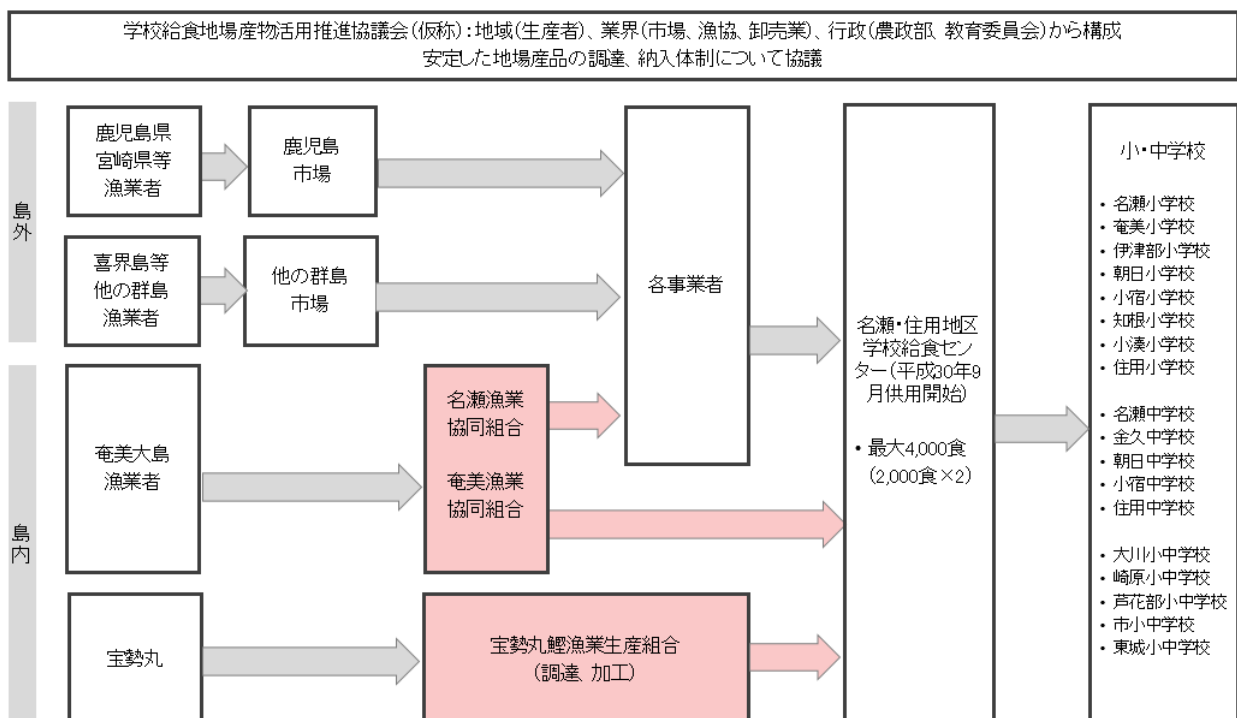 学校給食地場産物活用推進協議会(仮称):地域(生産者)、業界(市場、漁協、卸売業)、行政(農政部、教育委員会)から構成
安定した地場産品の調達、納入体制について協議
島外
鹿児島県
宮崎県等
漁業者
鹿児島
市場
喜界島等
他の群島
漁業者
他の群島
市場
各事業者
島内
奄美大島
漁業者
名瀬漁業
協同組合
奄美漁業
協同組合
宝勢丸
宝勢丸鰹漁業生産組合
(調達、加工)
名瀬・住用地区
学校給食セン
ター(平成30年9
月供用開始)
・最大4,000食
(2,000食×2)
小・中学校
・名瀬小学校
・奄美小学校
・伊津部小学校
・朝日小学校
・小宿小学校
・知根小学校
・小湊小学校
・住用小学校
・名瀬中学校
・金久中学校
・朝日中学校
・小宿中学校
・住用中学校
・大川小中学校
・崎原小中学校
・芦花部小中学校
・市小中学校
・東城小中学校